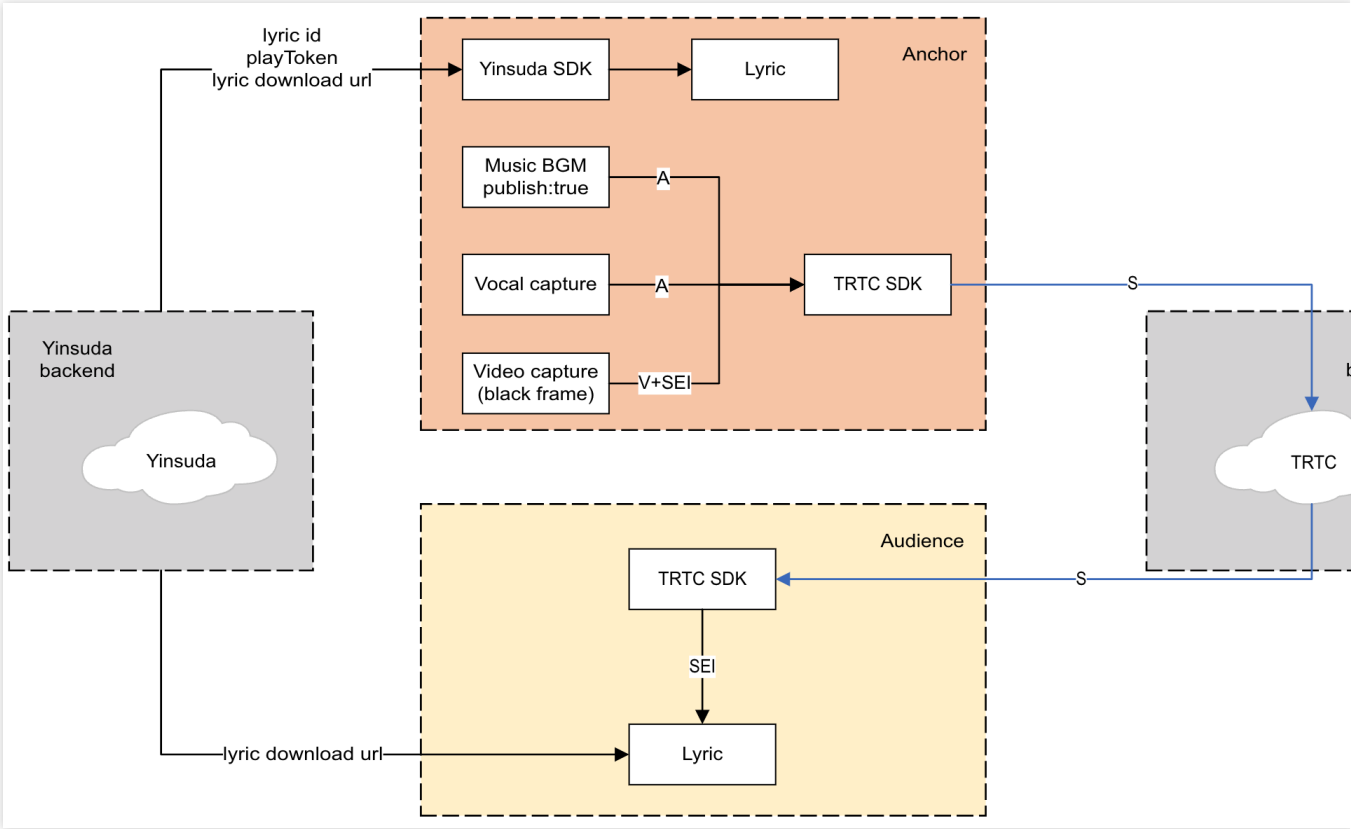 lyric id
playToken
lyric download url
Anchor
Yinsuda SDK
Lyric
Music BGM
publish:true
A
Vocal capture
A
TRTC SDK
S
Video capture
(black frame)
V+SEI
Yinsuda
backend
Yinsuda
TRTC
Audience
TRTC SDK
S
SEI
lyric download url
Lyric